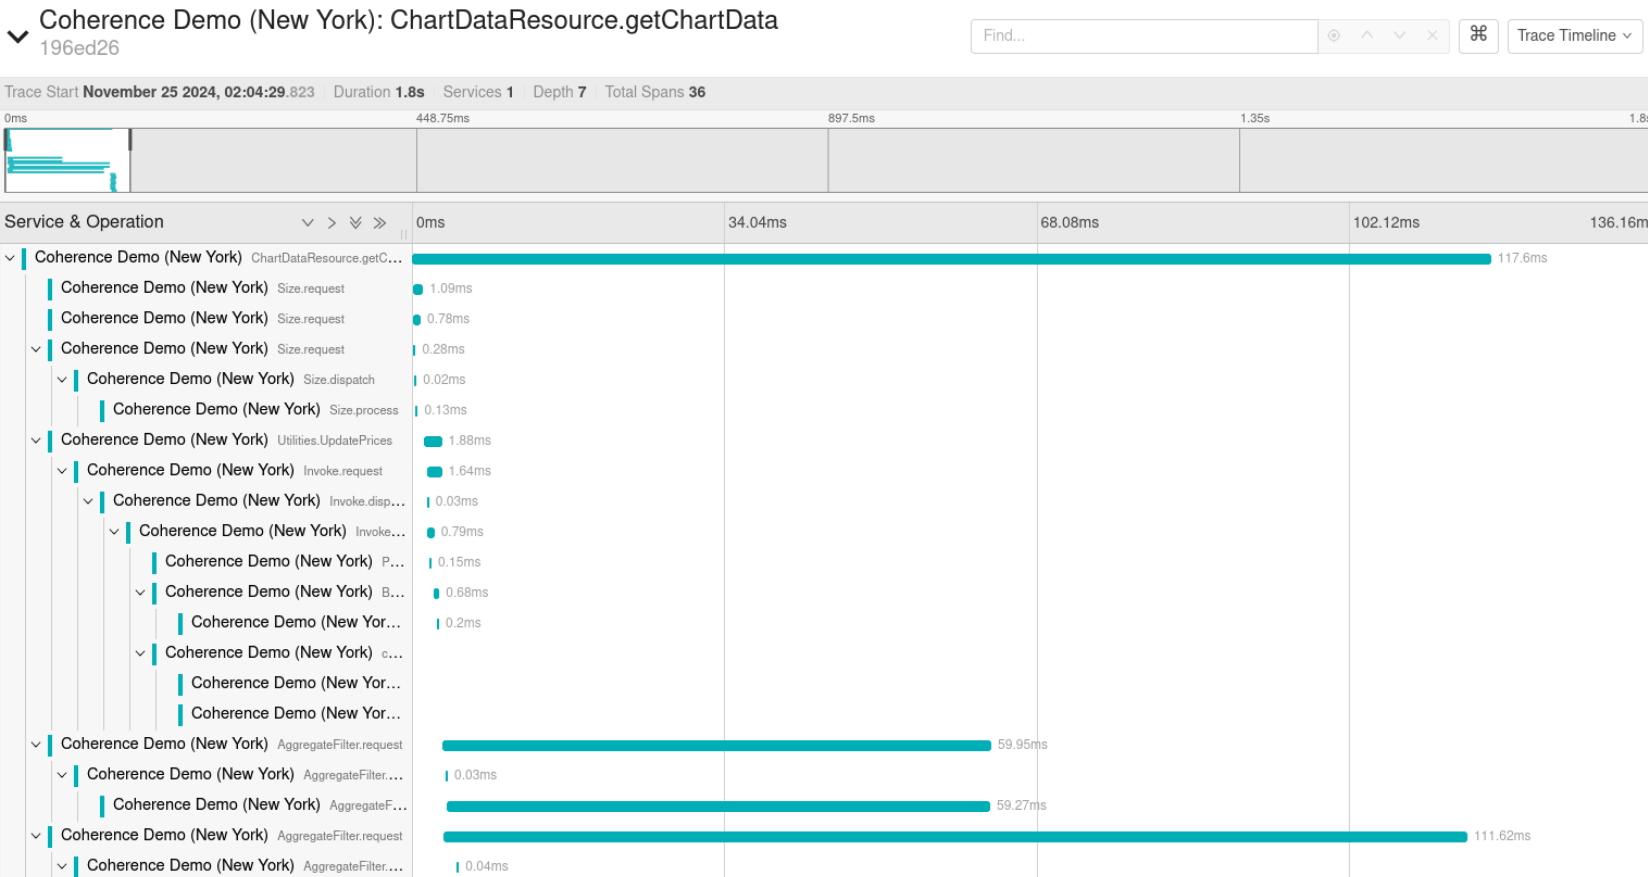 Coherence Demo (New York): ChartDataResource.getChartData
196ed26
Find...
Trace Timeline
Trace Start November 25 2024, 02:04:29.823 Duration 1.8s Services 1 Depth 7 Total Spans 36
0ms 448.75ms 897.5ms 1.35s 1.8s
Service & Operation 0ms 34.04ms 68.08ms 102.12ms 136.16m
Coherence Demo (New York) ChartDataResource.getC... 117.6ms
Coherence Demo (New York) Size.request 1.09ms
Coherence Demo (New York) Size.request 0.78ms
Coherence Demo (New York) Size.request 0.28ms
Coherence Demo (New York) Size.dispatch 0.02ms
Coherence Demo (New York) Size.process 0.13ms
Coherence Demo (New York) Utilities.UpdatePrices 1.88ms
Coherence Demo (New York) Invoke.request 1.64ms
Coherence Demo (New York) Invoke.disp... 0.03ms
Coherence Demo (New York) Invoke... 0.79ms
Coherence Demo (New York) P... 0.15ms
Coherence Demo (New York) B... 0.68ms
Coherence Demo (New Yor... 0.2ms
Coherence Demo (New York) c...
Coherence Demo (New Yor...
Coherence Demo (New Yor...
Coherence Demo (New York) AggregateFilter.request 59.95ms
Coherence Demo (New York) AggregateFilter.... 0.03ms
Coherence Demo (New York) AggregateF... 59.27ms
Coherence Demo (New York) AggregateFilter.request 111.62ms
Coherence Demo (New York) AggregateFilter.... 0.04ms